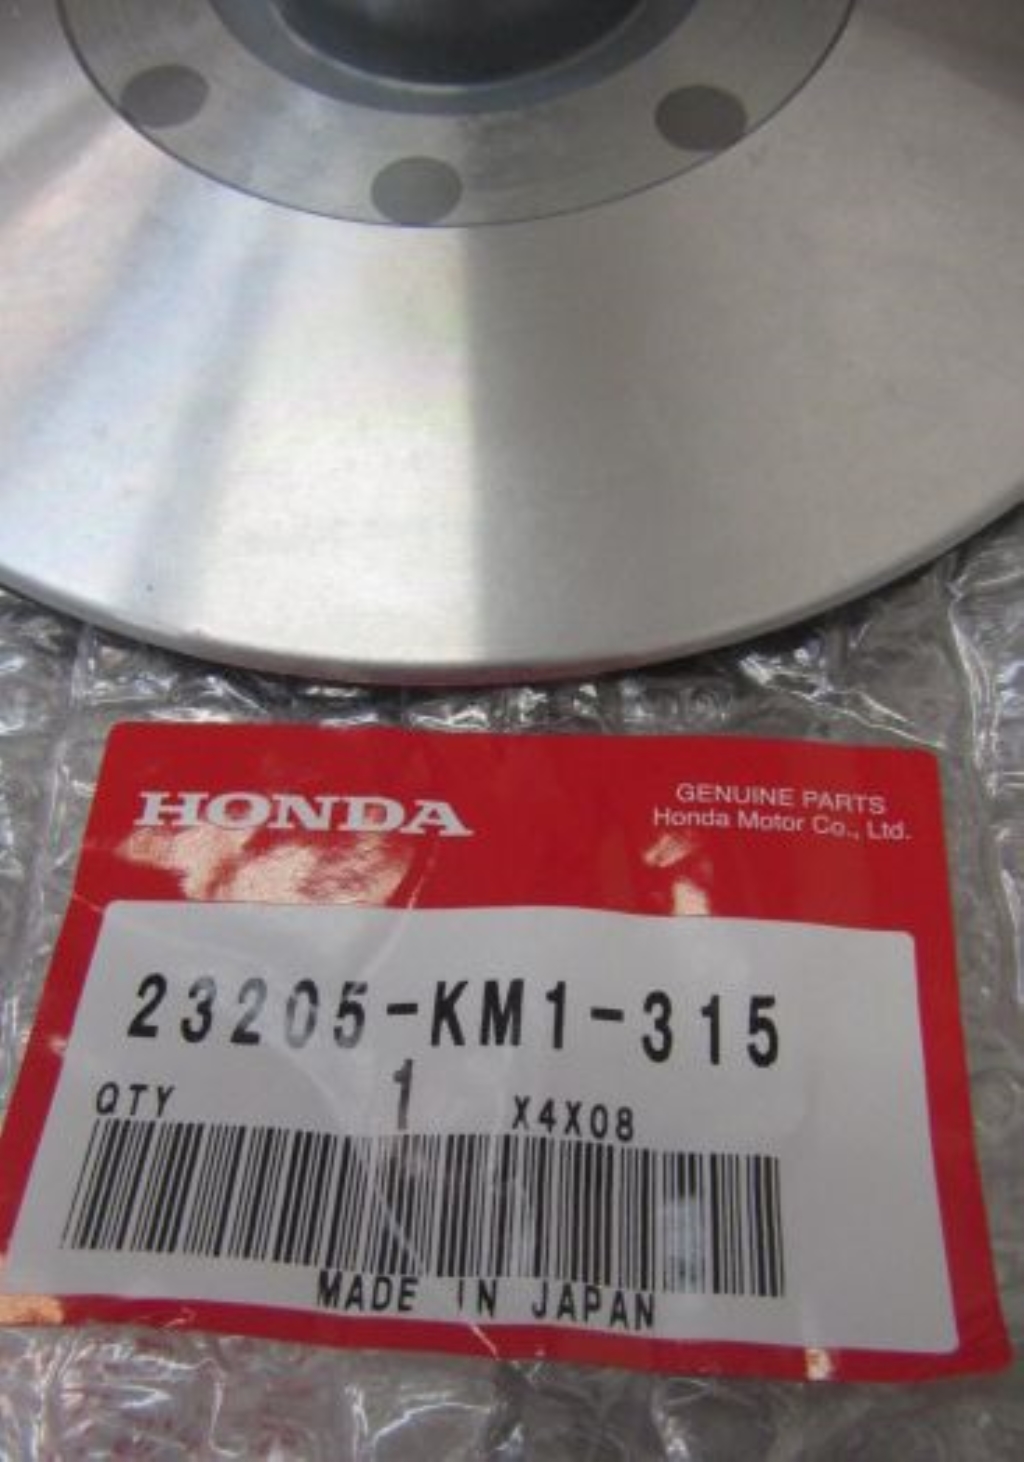 HONDA
GENUINE PARTS
Honda Motor Co., Ltd.
23205-KM1-315
QTY 1 X4X08
MADE IN JAPAN